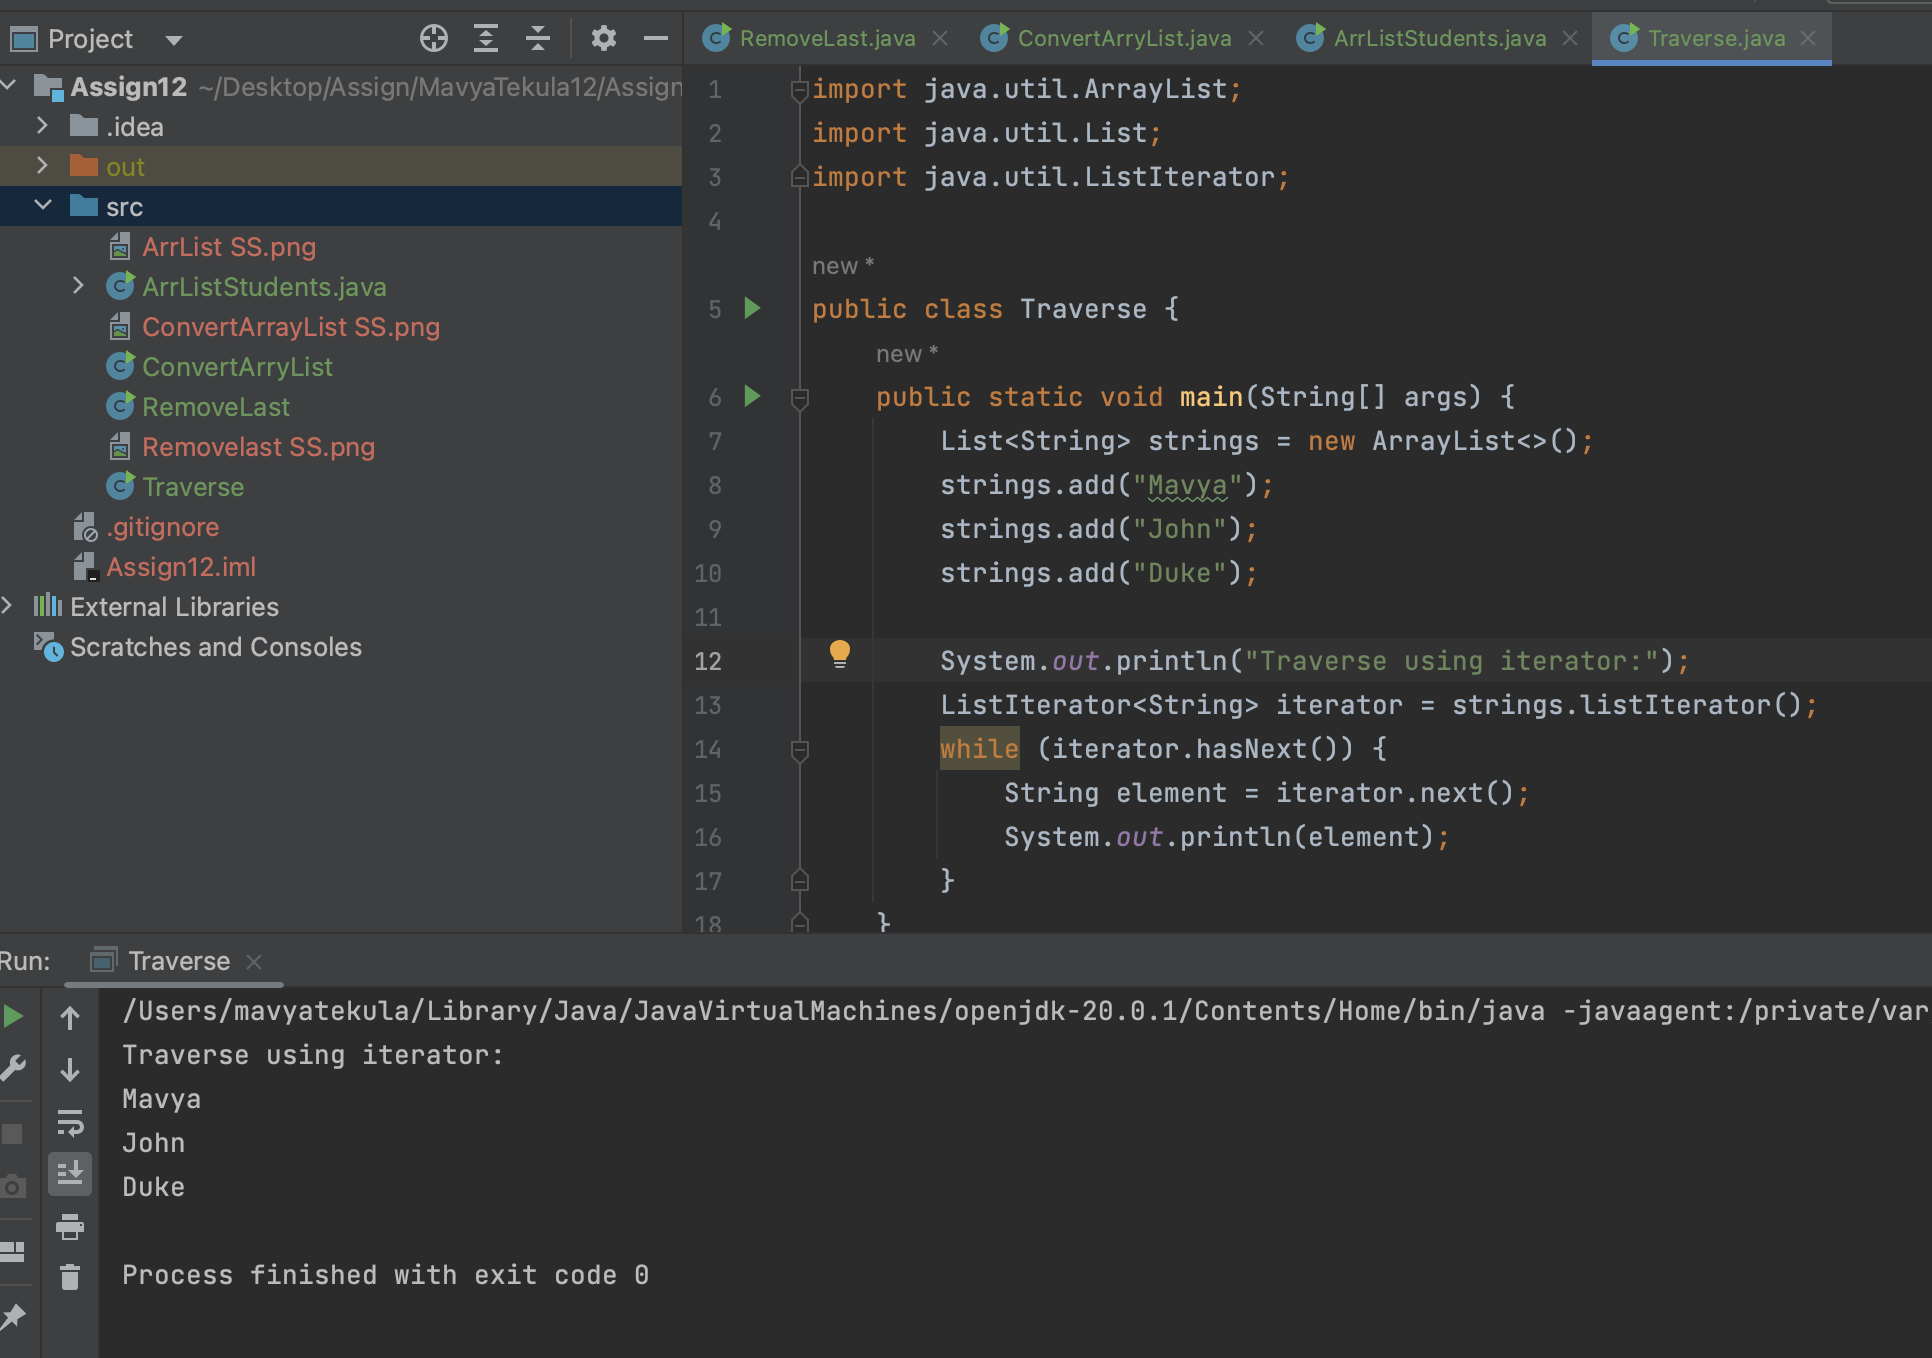 Project
RemoveLast.java
ConvertArryList.java
ArrListStudents.java
Traverse.java
Assign12 ~/Desktop/Assign/MavyaTekula12/Assign
.idea
out
src
ArrList SS.png
ArrListStudents.java
ConvertArrayList SS.png
ConvertArryList
RemoveLast
Removelast SS.png
Traverse
.gitignore
Assign12.iml
External Libraries
Scratches and Consoles
1 import java.util.ArrayList;
2 import java.util.List;
3 import java.util.ListIterator;
4
new *
5 public class Traverse {
new *
6 public static void main(String[] args) {
7 List<String> strings = new ArrayList<>();
8 strings.add("Mavya");
9 strings.add("John");
10 strings.add("Duke");
11
12 System.out.println("Traverse using iterator:");
13 ListIterator<String> iterator = strings.listIterator();
14 while (iterator.hasNext()) {
15 String element = iterator.next();
16 System.out.println(element);
17 }
18 }
Run: Traverse
/Users/mavyatekula/Library/Java/JavaVirtualMachines/openjdk-20.0.1/Contents/Home/bin/java -javaagent:/private/var
Traverse using iterator:
Mavya
John
Duke
Process finished with exit code 0